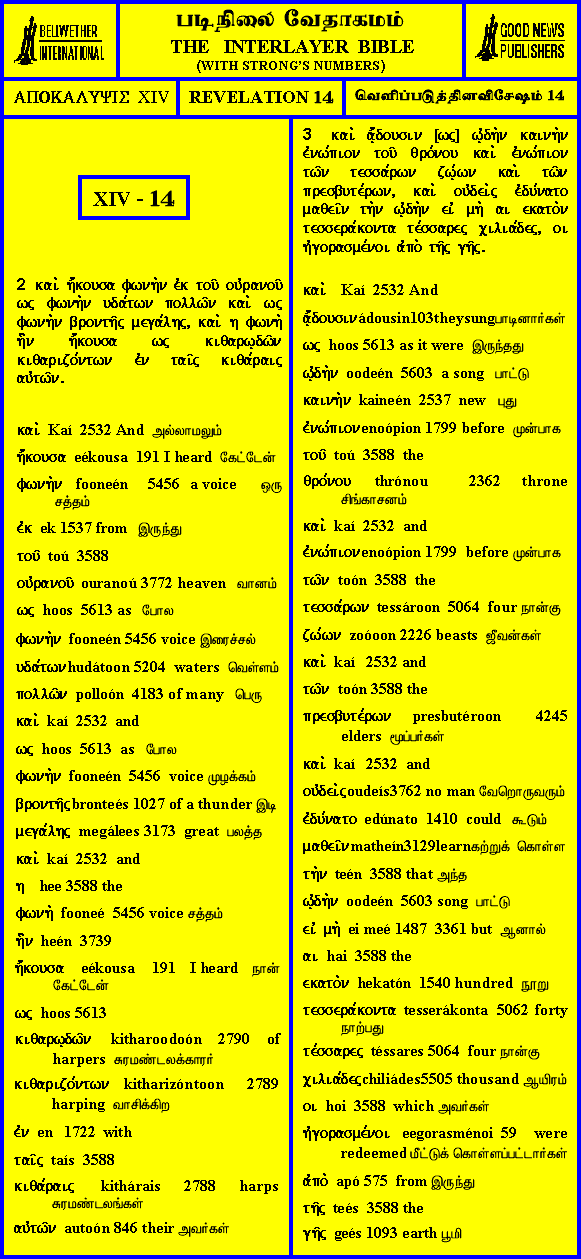 BELLWETHER
INTERNATIONAL
படிநிலை வேதாகமம்
THE INTERLAYER BIBLE
(WITH STRONG'S NUMBERS)
GOOD NEWS
PUBLISHERS
ΑΠΟΚΑΛΥΨΙΣ XIV
REVELATION 14
வெளிப்படுத்தினவிசேஷம் 14
XIV - 14
2 καὶ ἤκουσα φωνὴν ἐκ τοῦ οὐρανοῦ
ως φωνὴν υδάτων πολλῶν καὶ ως
φωνὴν βροντῆς μεγάλης, καὶ η φωνὴ
ἣν ἤκουσα ως κιθαρῳδῶν
κιθαριζόντων ἐν ταῖς κιθάραις
αὐτῶν.
καὶ Kaí 2532 And அல்லாமலும்
ἤκουσα eékousa 191 I heard கேட்டேன்
φωνὴν fooneén 5456 a voice ஒரு
சத்தம்
ἐκ ek 1537 from இருந்து
τοῦ toú 3588
οὐρανοῦ ouranoú 3772 heaven வானம்
ως hoos 5613 as போல
φωνὴν fooneén 5456 voice இரைச்சல்
υδάτων hudátoon 5204 waters வெள்ளம்
πολλῶν polloón 4183 of many பெரு
καὶ kaí 2532 and
ως hoos 5613 as போல
φωνὴν fooneén 5456 voice முழக்கம்
βροντῆς bronteés 1027 of a thunder இடி
μεγάλης megálees 3173 great பலத்த
καὶ kaí 2532 and
η hee 3588 the
φωνὴ fooneé 5456 voice சத்தம்
ἣν heén 3739
ἤκουσα eékousa 191 I heard நான்
கேட்டேன்
ως hoos 5613
κιθαρῳδῶν kitharoodoón 2790 of
harpers சுரமண்டலக்காரர்
κιθαριζόντων kitharizóntoon 2789
harping வாசிக்கிற
ἐν en 1722 with
ταῖς taís 3588
κιθάραις kithárais 2788 harps
சுரமண்டலங்கள்
αὐτῶν autoón 846 their அவர்கள்
3 καὶ ᾄδουσιν [ως] ᾠδὴν καινὴν
ἐνώπιον τοῦ θρόνου καὶ ἐνώπιον
τῶν τεσσάρων ζῴων καὶ τῶν
πρεσβυτέρων, καὶ οὐδεὶς ἐδύνατο
μαθεῖν τὴν ᾠδὴν εἰ μὴ αι εκατὸν
τεσσεράκοντα τέσσαρες χιλιάδες, οι
ἠγορασμένοι ἀπὸ τῆς γῆς.
καὶ Kaí 2532 And
ᾄδουσιν ádousin103theysung பாடினார்கள்
ως hoos 5613 as it were இருந்தது
ᾠδὴν oodeén 5603 a song பாட்டு
καινὴν kaineén 2537 new புது
ἐνώπιον enoópion 1799 before முன்பாக
τοῦ toú 3588 the
θρόνου thrónou 2362 throne
சிங்காசனம்
καὶ kaí 2532 and
ἐνώπιον enoópion 1799 before முன்பாக
τῶν toón 3588 the
τεσσάρων tessároon 5064 four நான்கு
ζῴων zoóoon 2226 beasts ஜீவன்கள்
καὶ kaí 2532 and
τῶν toón 3588 the
πρεσβυτέρων presbutéroon 4245
elders மூப்பர்கள்
καὶ kaí 2532 and
οὐδεὶς oudeís3762 no man வேறொருவரும்
ἐδύνατο edúnato 1410 could கூடும்
μαθεῖν matheín3129learn கற்றுக் கொள்ள
τὴν teén 3588 that அந்த
ᾠδὴν oodeén 5603 song பாட்டு
εἰ μὴ ei meé 1487 3361 but ஆனால்
αι hai 3588 the
εκατὸν hekatón 1540 hundred நூறு
τεσσεράκοντα tesserákonta 5062 forty
நாற்பது
τέσσαρες téssares 5064 four நான்கு
χιλιάδες chiliádes5505 thousand ஆயிரம்
οι hoi 3588 which அவர்கள்
ἠγορασμένοι eegorasménoi 59 were
redeemed மீட்டுக் கொள்ளப்பட்டார்கள்
ἀπὸ apó 575 from இருந்து
τῆς teés 3588 the
γῆς geés 1093 earth பூமி